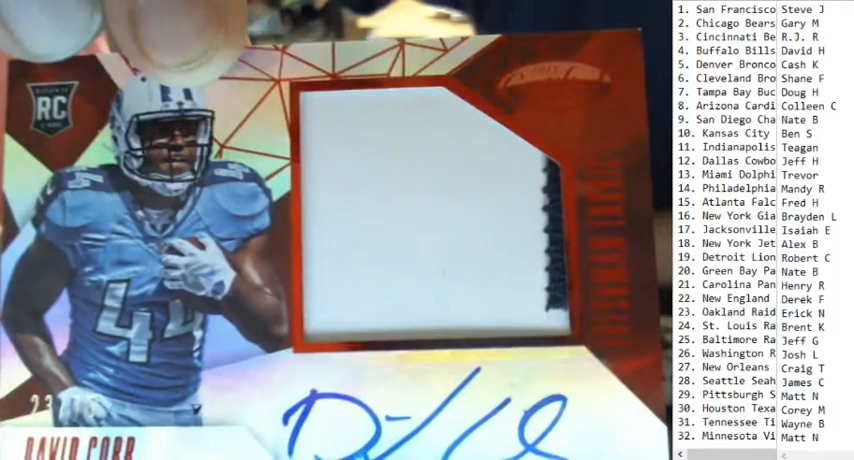 RC
44
44
23
DAVID COBB
1. San Francisco Steve J
2. Chicago Bears Gary M
3. Cincinnati Be R.J. R
4. Buffalo Bills David H
5. Denver Bronco Cash K
6. Cleveland Bro Shane F
7. Tampa Bay Buc Doug H
8. Arizona Cardi Colleen C
9. San Diego Cha Nate B
10. Kansas City Ben S
11. Indianapolis Teagan
12. Dallas Cowbo Jeff H
13. Miami Dolphi Trevor
14. Philadelphia Mandy R
15. Atlanta Falc Fred H
16. New York Gia Brayden L
17. Jacksonville Isaiah E
18. New York Jet Alex B
19. Detroit Lion Robert C
20. Green Bay Pa Nate B
21. Carolina Pan Henry R
22. New England Derek F
23. Oakland Raid Erick N
24. St. Louis Ra Brent K
25. Baltimore Ra Jeff G
26. Washington R Josh L
27. New Orleans Craig T
28. Seattle Seah James C
29. Pittsburgh S Matt N
30. Houston Texa Corey M
31. Tennessee Ti Wayne B
32. Minnesota Vi Matt N